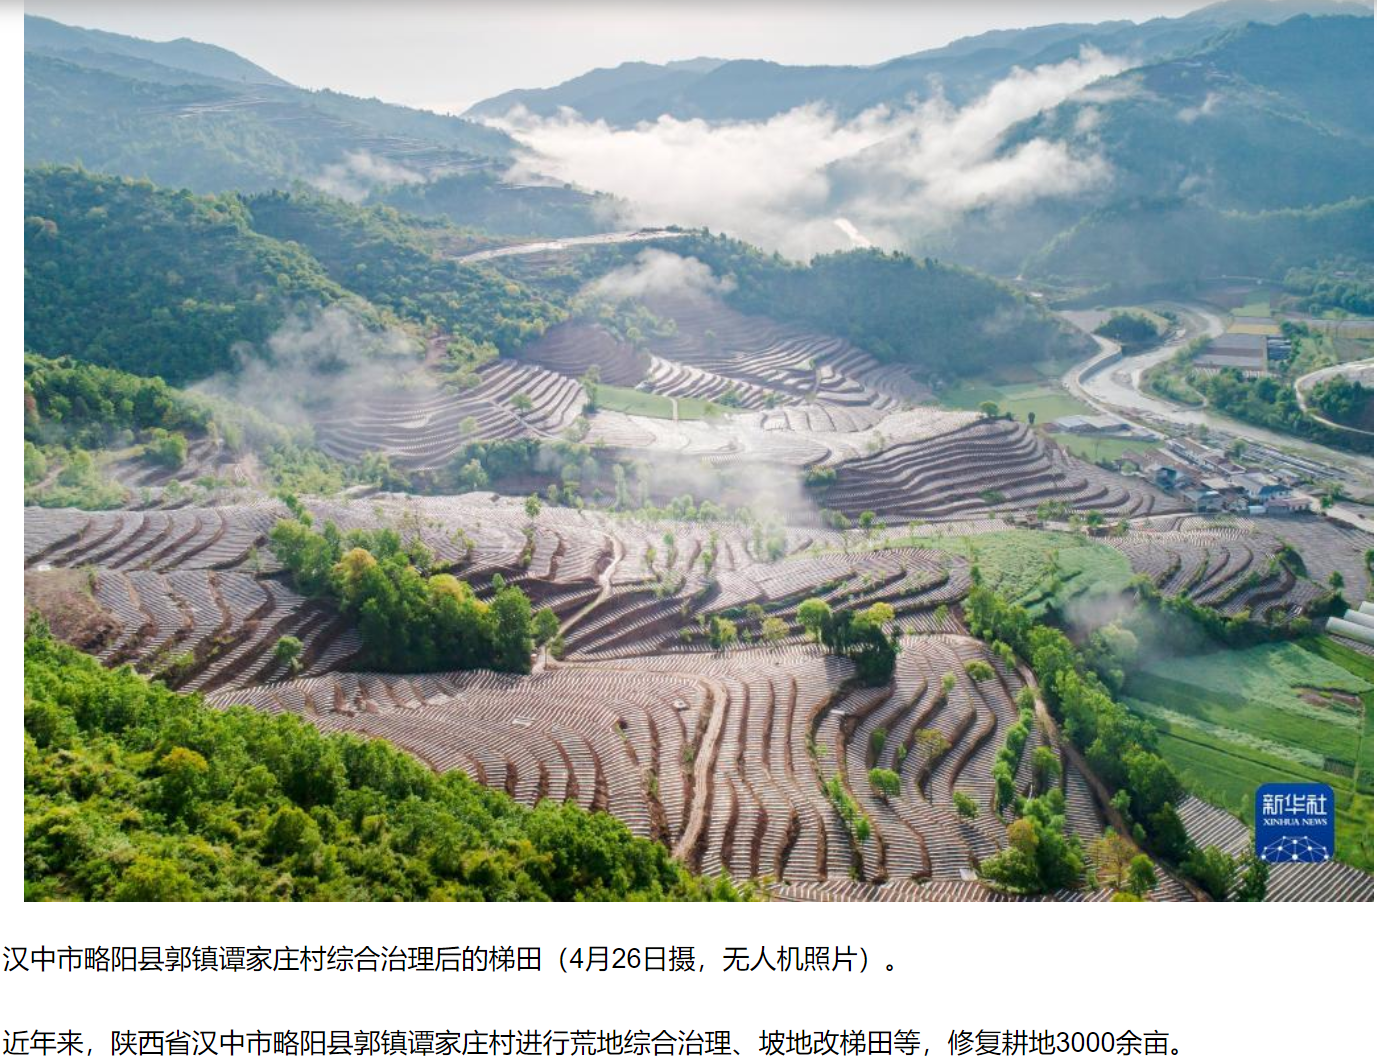 新华社
XINHUA NEWS
汉中市略阳县郭镇谭家庄村综合治理后的梯田（4月26日摄，无人机照片）。
近年来，陕西省汉中市略阳县郭镇谭家庄村进行荒地综合治理、坡地改梯田等，修复耕地3000余亩。